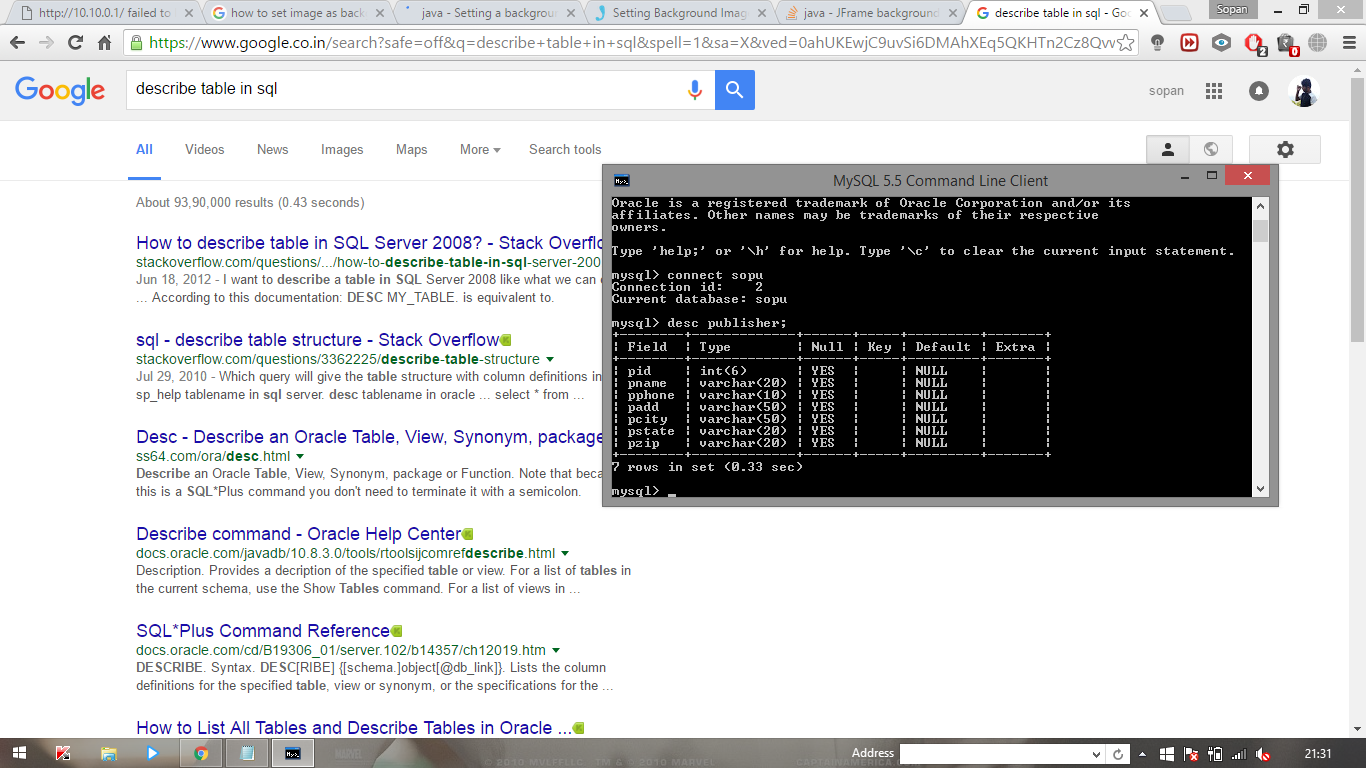 http://10.10.0.1/ failed to
how to set image as back
java - Setting a backgroun
Setting Background Imag
java - JFrame background
describe table in sql - Goo
Sopan
https://www.google.co.in/search?safe=off&q=describe+table+in+sql&spell=1&sa=X&ved=0ahUKEwjC9uvSi6DMAhXEq5QKHTn2Cz8Qvw
2
0
Google
describe table in sql
sopan
All
Videos
News
Images
Maps
More
Search tools
About 93,90,000 results (0.43 seconds)
How to describe table in SQL Server 2008? - Stack Overflo
stackoverflow.com/questions/.../how-to-describe-table-in-sql-server-200
Jun 18, 2012 - I want to describe a table in SQL Server 2008 like what we can
... According to this documentation: DESC MY_TABLE. is equivalent to.
sql - describe table structure - Stack Overflow
stackoverflow.com/questions/3362225/describe-table-structure
Jul 29, 2010 - Which query will give the table structure with column definitions in
sp_help tablename in sql server. desc tablename in oracle ... select * from ...
Desc - Describe an Oracle Table, View, Synonym, package
ss64.com/ora/desc.html
Describe an Oracle Table, View, Synonym, package or Function. Note that beca
this is a SQL*Plus command you don't need to terminate it with a semicolon.
Describe command - Oracle Help Center
docs.oracle.com/javadb/10.8.3.0/tools/rtoolsijcomrefdescribe.html
Description. Provides a decription of the specified table or view. For a list of tables in
the current schema, use the Show Tables command. For a list of views in ...
SQL*Plus Command Reference
docs.oracle.com/cd/B19306_01/server.102/b14357/ch12019.htm
DESCRIBE. Syntax. DESC[RIBE] {[schema.]object[@db_link]}. Lists the column
definitions for the specified table, view or synonym, or the specifications for the ...
How to List All Tables and Describe Tables in Oracle ...
MySQL 5.5 Command Line Client
Oracle is a registered trademark of Oracle Corporation and/or its
affiliates. Other names may be trademarks of their respective
owners.
Type 'help;' or '\h' for help. Type '\c' to clear the current input statement.
mysql> connect sopu
Connection id:    2
Current database: sopu
mysql> desc publisher;
+---------+-------------+------+-----+---------+-------+
| Field   | Type        | Null | Key | Default | Extra |
+---------+-------------+------+-----+---------+-------+
| pid     | int(6)      | YES  |     | NULL    |       |
| pname   | varchar(20) | YES  |     | NULL    |       |
| pphone  | varchar(10) | YES  |     | NULL    |       |
| padd    | varchar(50) | YES  |     | NULL    |       |
| pcity   | varchar(50) | YES  |     | NULL    |       |
| pstate  | varchar(20) | YES  |     | NULL    |       |
| pzip    | varchar(20) | YES  |     | NULL    |       |
+---------+-------------+------+-----+---------+-------+
7 rows in set (0.33 sec)
mysql> _
Address
21:31